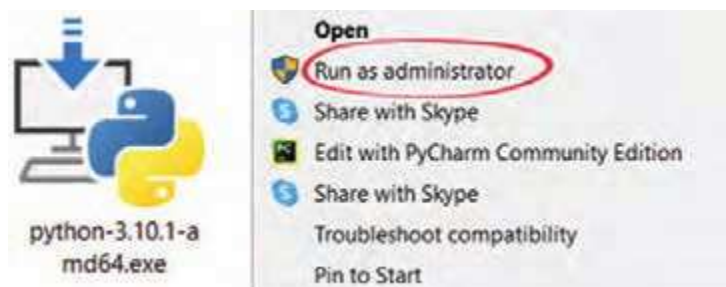 python-3.10.1-a
md64.exe
Open
Run as administrator
Share with Skype
Edit with PyCharm Community Edition
Share with Skype
Troubleshoot compatibility
Pin to Start